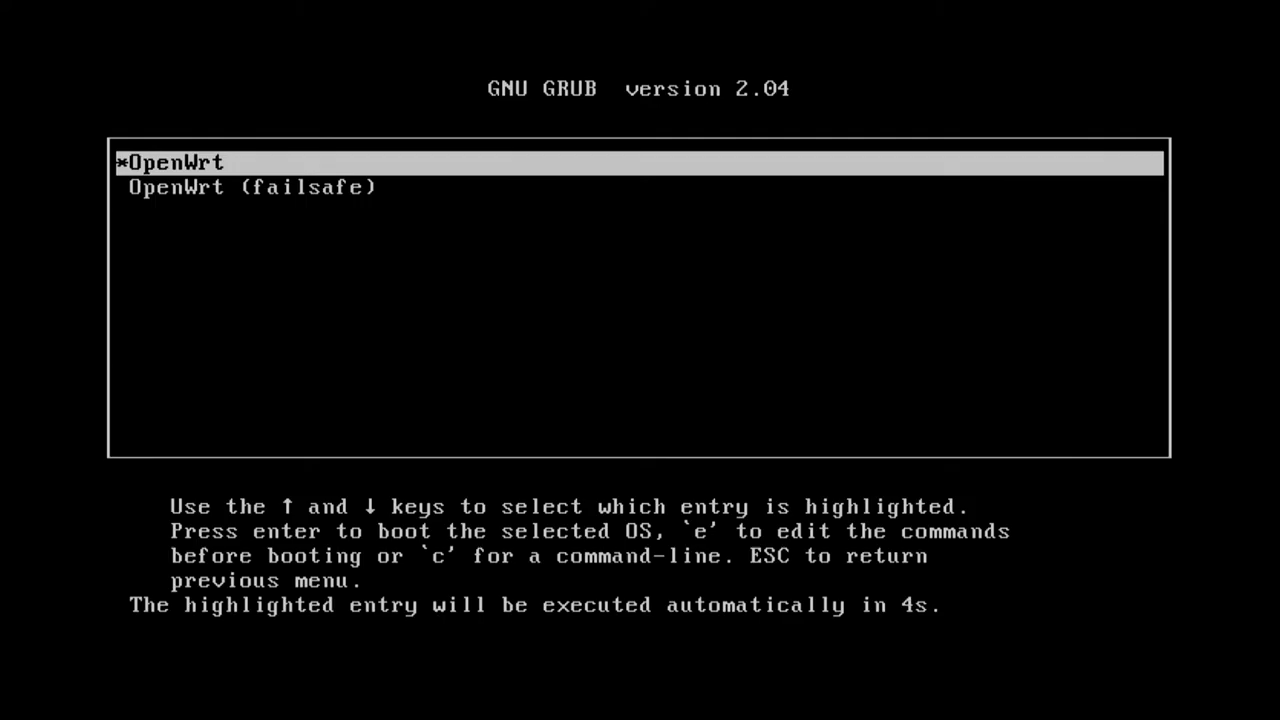 GNU GRUB  version 2.04
*OpenWrt
OpenWrt (failsafe)
Use the ↑ and ↓ keys to select which entry is highlighted.
Press enter to boot the selected OS, `e' to edit the commands
before booting or `c' for a command-line. ESC to return
previous menu.
The highlighted entry will be executed automatically in 4s.